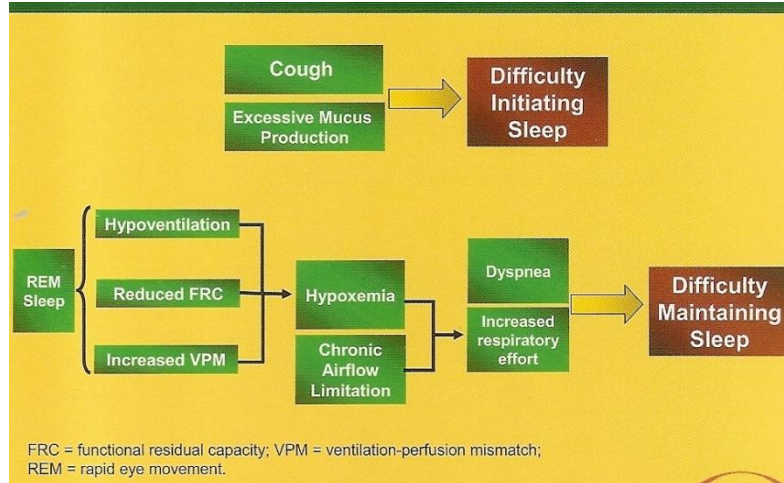 Cough
Excessive Mucus
Production
Difficulty
Initiating
Sleep
REM
Sleep
Hypoventilation
Reduced FRC
Increased VPM
Hypoxemia
Chronic
Airflow
Limitation
Dyspnea
Increased
respiratory
effort
Difficulty
Maintaining
Sleep
FRC = functional residual capacity; VPM = ventilation-perfusion mismatch;
REM = rapid eye movement.